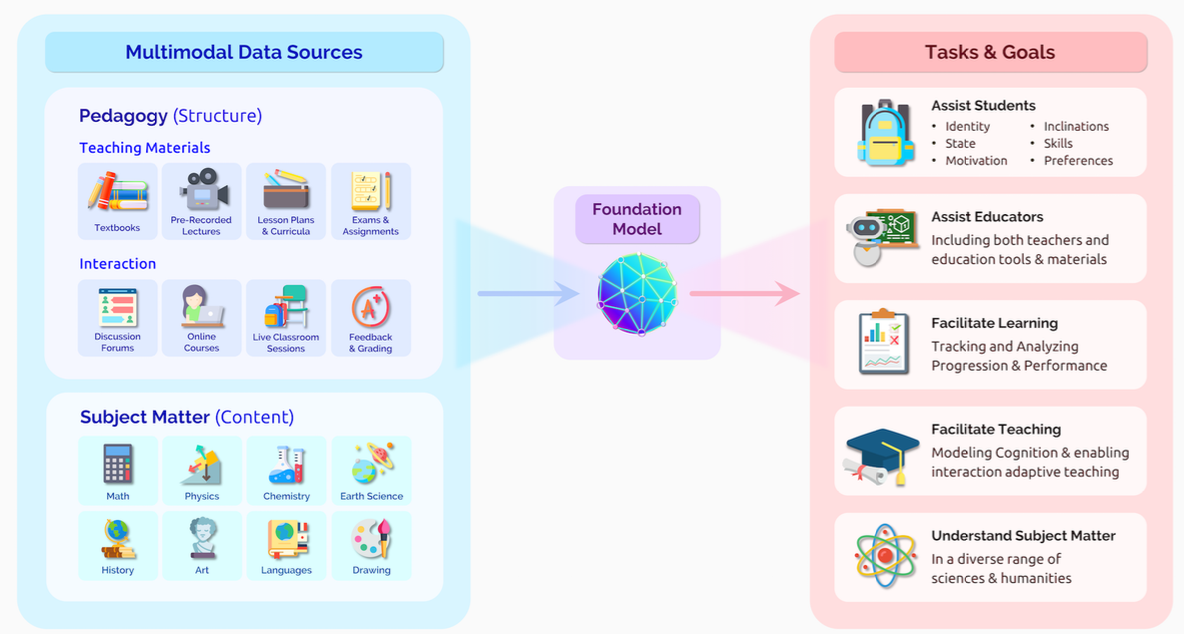 Multimodal Data Sources
Pedagogy (Structure)
Teaching Materials
Textbooks
Pre-Recorded
Lectures
Lesson Plans
& Curricula
Exams &
Assignments
Interaction
Discussion
Forums
Online
Courses
Live Classroom
Sessions
Feedback
& Grading
A+
Subject Matter (Content)
Math
Physics
Chemistry
Earth Science
History
Art
Languages
Drawing
Foundation
Model
Tasks & Goals
Assist Students
• Identity
• State
• Motivation
• Inclinations
• Skills
• Preferences
Assist Educators
Including both teachers and
education tools & materials
Facilitate Learning
Tracking and Analyzing
Progression & Performance
Facilitate Teaching
Modeling Cognition & enabling
interaction adaptive teaching
Understand Subject Matter
In a diverse range of
sciences & humanities